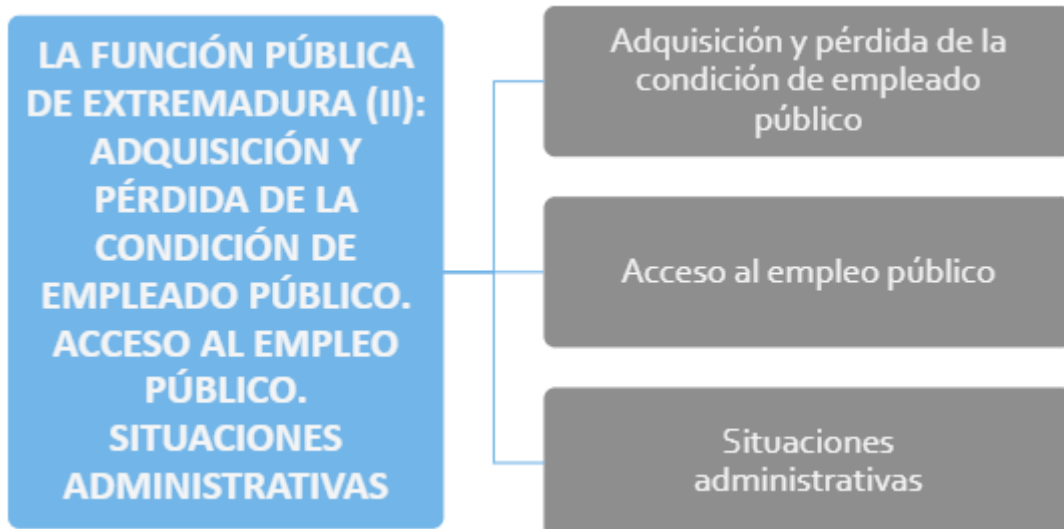 LA FUNCIÓN PÚBLICA
DE EXTREMADURA (II):
ADQUISICIÓN Y
PÉRDIDA DE LA
CONDICIÓN DE
EMPLEADO PÚBLICO.
ACCESO AL EMPLEO
PÚBLICO.
SITUACIONES
ADMINISTRATIVAS
Adquisición y pérdida de la
condición de empleado
público
Acceso al empleo público
Situaciones
administrativas